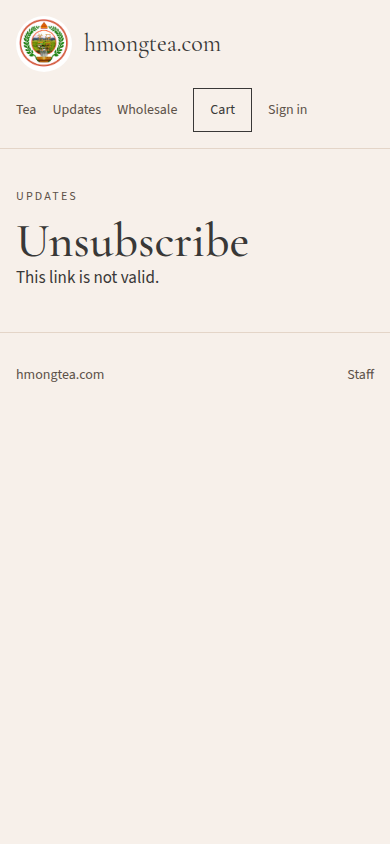 hmongtea.com
Tea Updates Wholesale Cart Sign in
UPDATES
Unsubscribe
This link is not valid.
hmongtea.com Staff